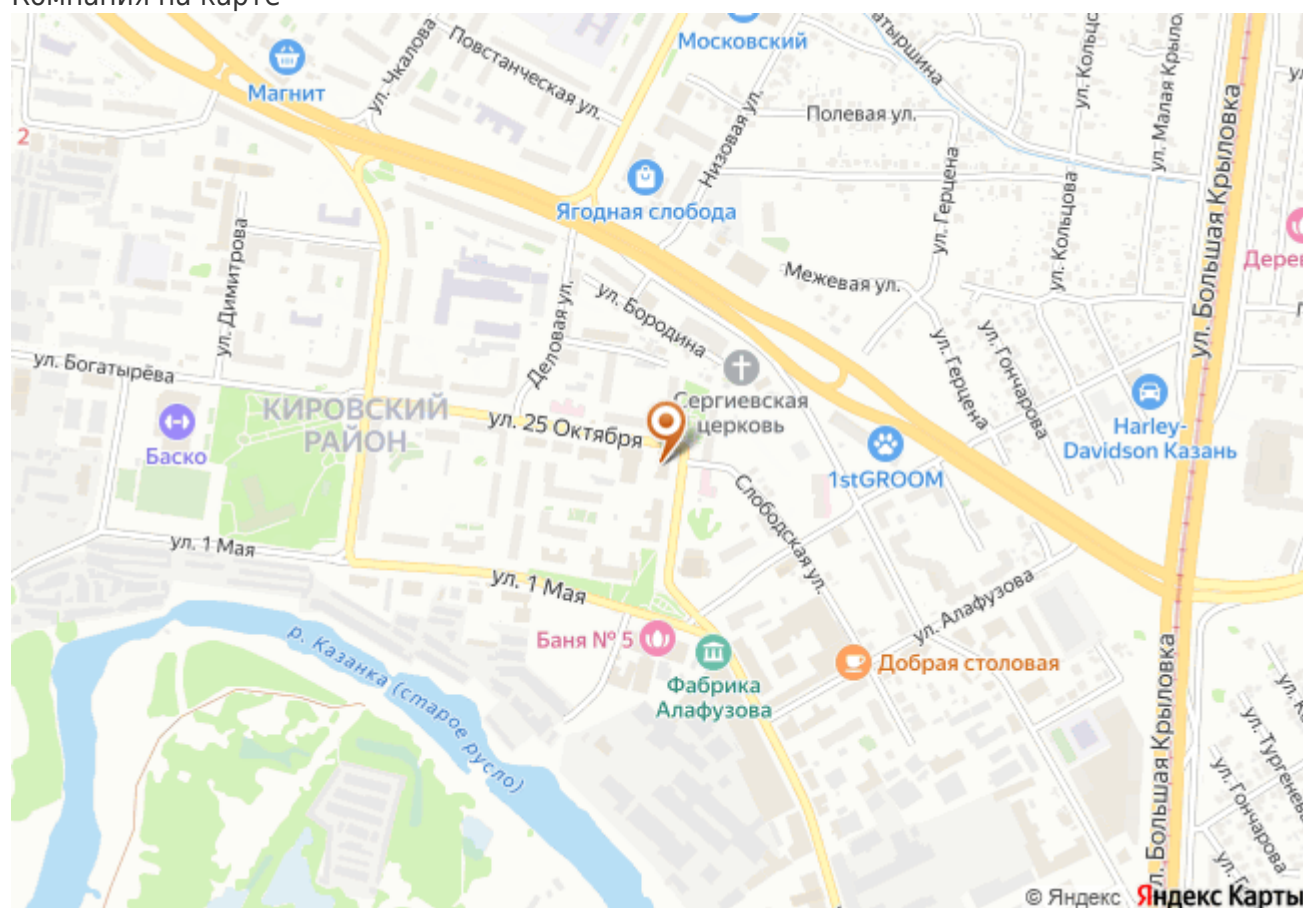 Компания на карте
Магнит
ул. Чкалова
Повстанческая ул.
Московский
ул. Кольцова
ул. Малая Крыловка
2
Полевая ул.
Низовая ул.
ул. Герцена
ул. Большая Крыловка
Ягодная слобода
ул. Кольцова
ул. Димитрова
Межевая ул.
ул. Бородина
Деловая ул.
ул. Герцена
ул. Гончарова
ул. Богатырёва
Сергиевская
церковь
КИРОВСКИЙ
РАЙОН
ул. 25 Октября
Баско
Harley-
Davidson Казань
1stGROOM
Слободская ул.
ул. 1 Мая
ул. 1 Мая
ул. Алафузова
Баня № 5
р. Казанка (старое русло)
Добрая столовая
Фабрика
Алафузова
ул. Большая Крыловка
ул. Тургенева
ул. Гончарова
© Яндекс Яндекс Карты